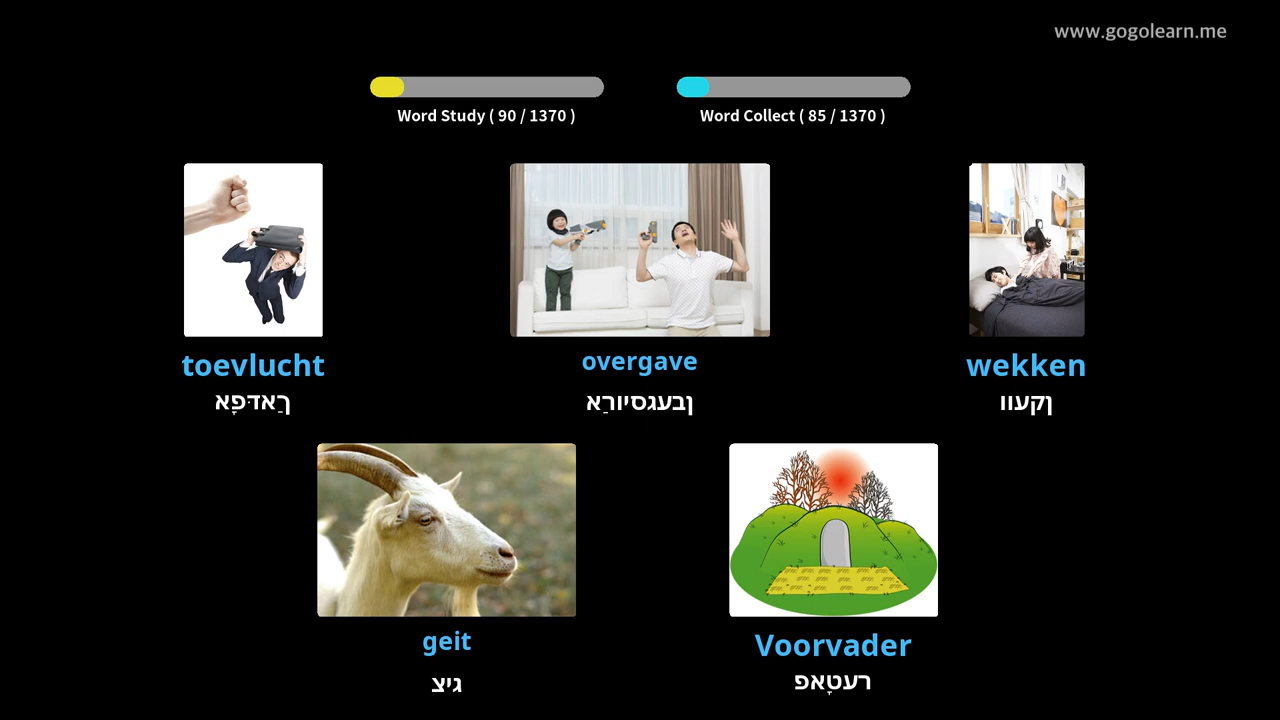 www.gogolearn.me
Word Study ( 90 / 1370 )
Word Collect ( 85 / 1370 )
toevlucht
overgave
wekken
ךַאדּפָא
ןבעגסיורַא
ןקעוו
geit
Voorvader
גיצ
רעטָאפ